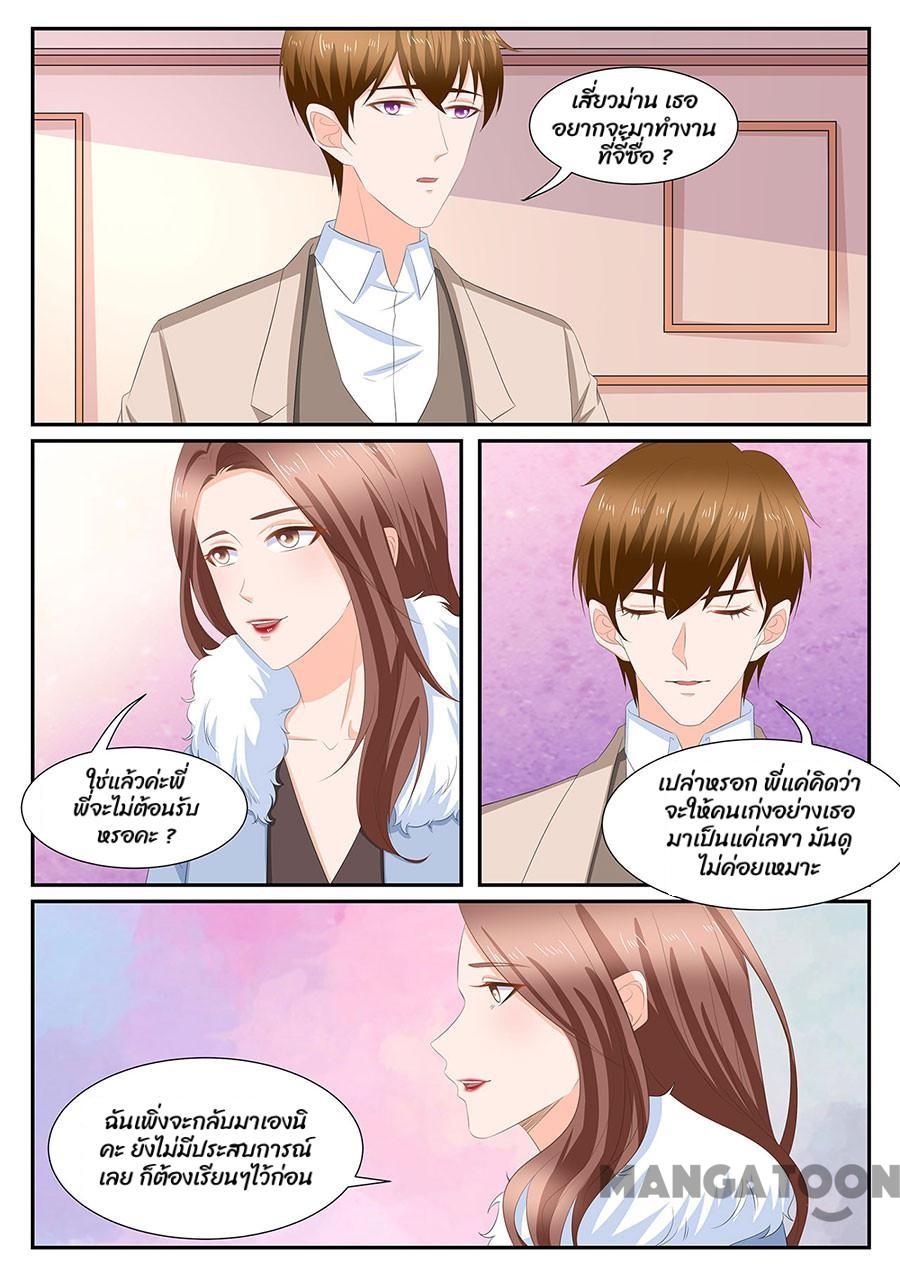 เสี่ยวม่าน เธอ
อยากจะมาทำงาน
ที่จี้ซื่อ ?
ใช่แล้วค่ะพี่
พี่จะไม่ต้อนรับ
หรอคะ ?
เปล่าหรอก พี่แค่คิดว่า
จะให้คนเก่งอย่างเธอ
มาเป็นแค่เลขา มันดู
ไม่ค่อยเหมาะ
ฉันเพิ่งจะกลับมาเองนิ
คะ ยังไม่มีประสบการณ์
เลย ก็ต้องเรียนๆไว้ก่อน
MANGATOON